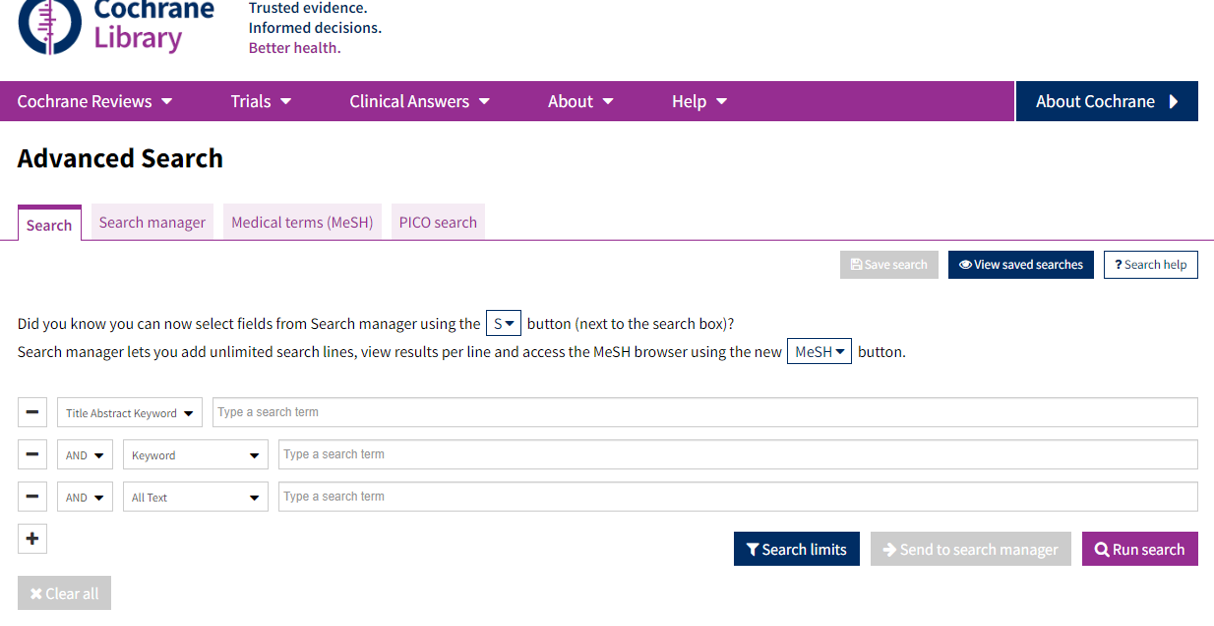 Cochrane
Library
Trusted evidence.
Informed decisions.
Better health.
Cochrane Reviews Trials Clinical Answers About Help About Cochrane
Advanced Search
Search Search manager Medical terms (MeSH) PICO search
Save search View saved searches ? Search help
Did you know you can now select fields from Search manager using the S button (next to the search box)?
Search manager lets you add unlimited search lines, view results per line and access the MeSH browser using the new MeSH button.
Title Abstract Keyword Type a search term
AND Keyword Type a search term
AND All Text Type a search term
Search limits Send to search manager Run search
Clear all